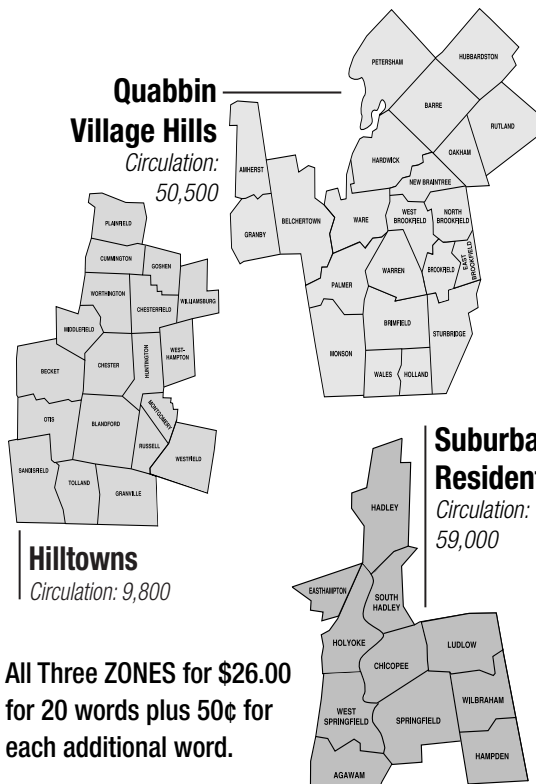 Quabbin
Village Hills
Circulation:
50,500
PETERSHAM
HUBBARDSTON
BARRE
RUTLAND
HARDWICK
OAKHAM
NEW BRAINTREE
AMHERST
BELCHERTOWN
GRANBY
WARE
WEST
BROOKFIELD
NORTH
BROOKFIELD
EAST
BROOKFIELD
BROOKFIELD
WARREN
PALMER
BRIMFIELD
STURBRIDGE
MONSON
WALES
HOLLAND
PLAINFIELD
CUMMINGTON
GOSHEN
WORTHINGTON
CHESTERFIELD
WILLIAMSBURG
MIDDLEFIELD
WEST-
HAMPTON
BECKET
CHESTER
HUNTINGTON
MONTGOMERY
OTIS
BLANDFORD
RUSSELL
WESTFIELD
SANDISFIELD
TOLLAND
GRANVILLE
Hilltowns
Circulation: 9,800
Suburba
Resident
Circulation:
59,000
HADLEY
EASTHAMPTON
SOUTH
HADLEY
HOLYOKE
LUDLOW
CHICOPEE
WEST
SPRINGFIELD
SPRINGFIELD
WILBRAHAM
HAMPDEN
AGAWAM
All Three ZONES for $26.00
for 20 words plus 50¢ for
each additional word.